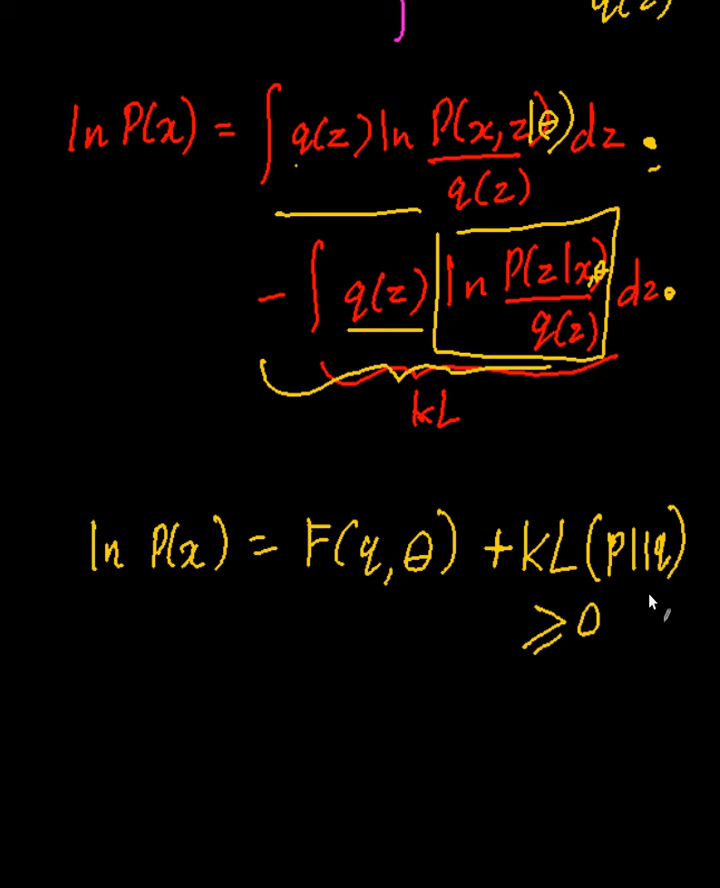 q(z)
ln P(x) = ∫ q(z) ln P(x,z|θ) / q(z) dz .
- ∫ q(z) ln P(z|x,θ) / q(z) dz .
KL
ln P(x) = F(q,θ) + KL(p||q)
≥ 0